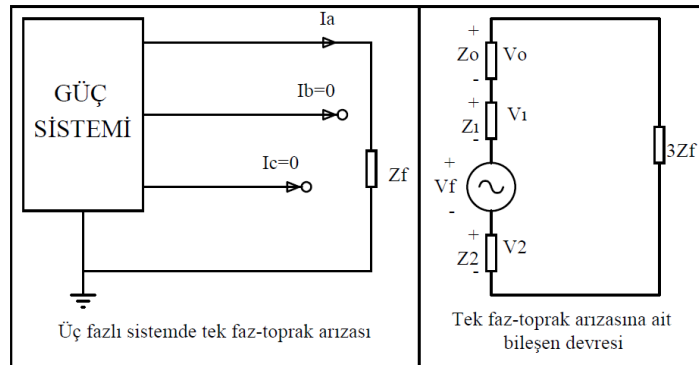 Ia
GÜÇ
SİSTEMİ
Ib=0
Ic=0
Zf
Üç fazlı sistemde tek faz-toprak arızası
+
Zo
Vo
-
+
Z1
V1
-
+
Vf
-
+
Z2
V2
-
3Zf
Tek faz-toprak arızasına ait
bileşen devresi